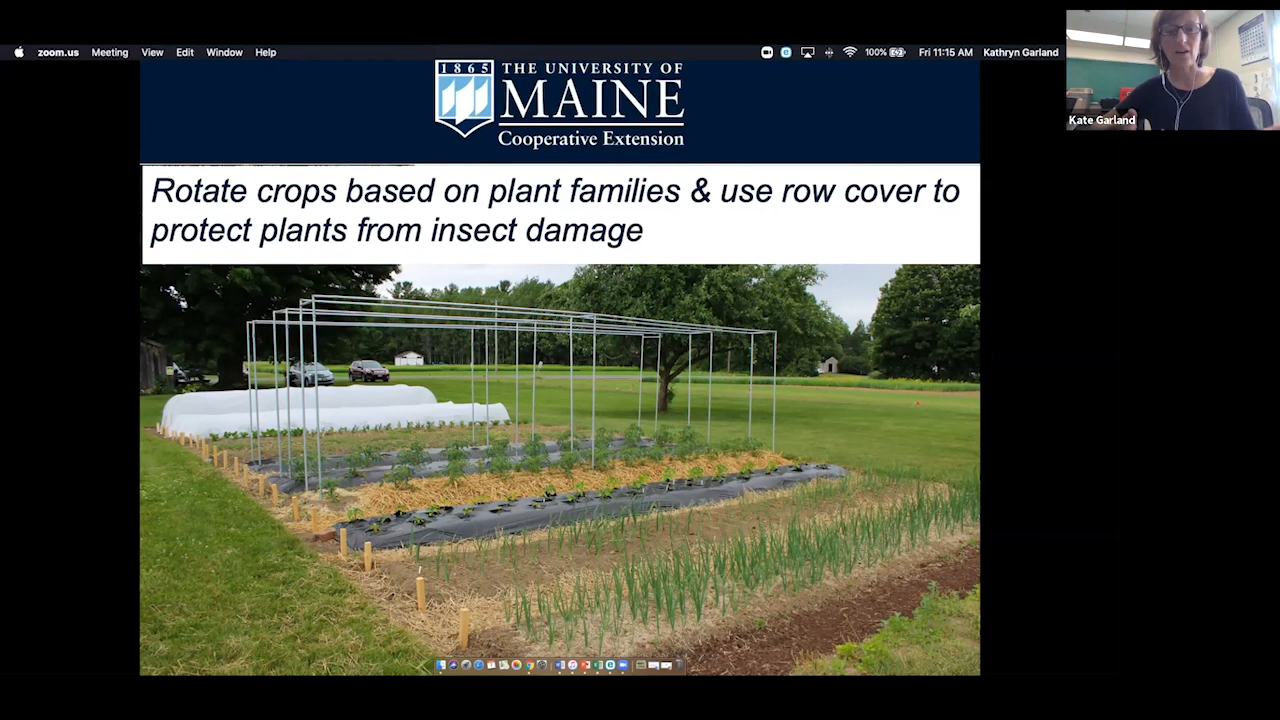 zoom.us Meeting View Edit Window Help 100% Fri 11:15 AM Kathryn Garland
Kate Garland
1865
THE UNIVERSITY OF
MAINE
Cooperative Extension
Rotate crops based on plant families & use row cover to
protect plants from insect damage